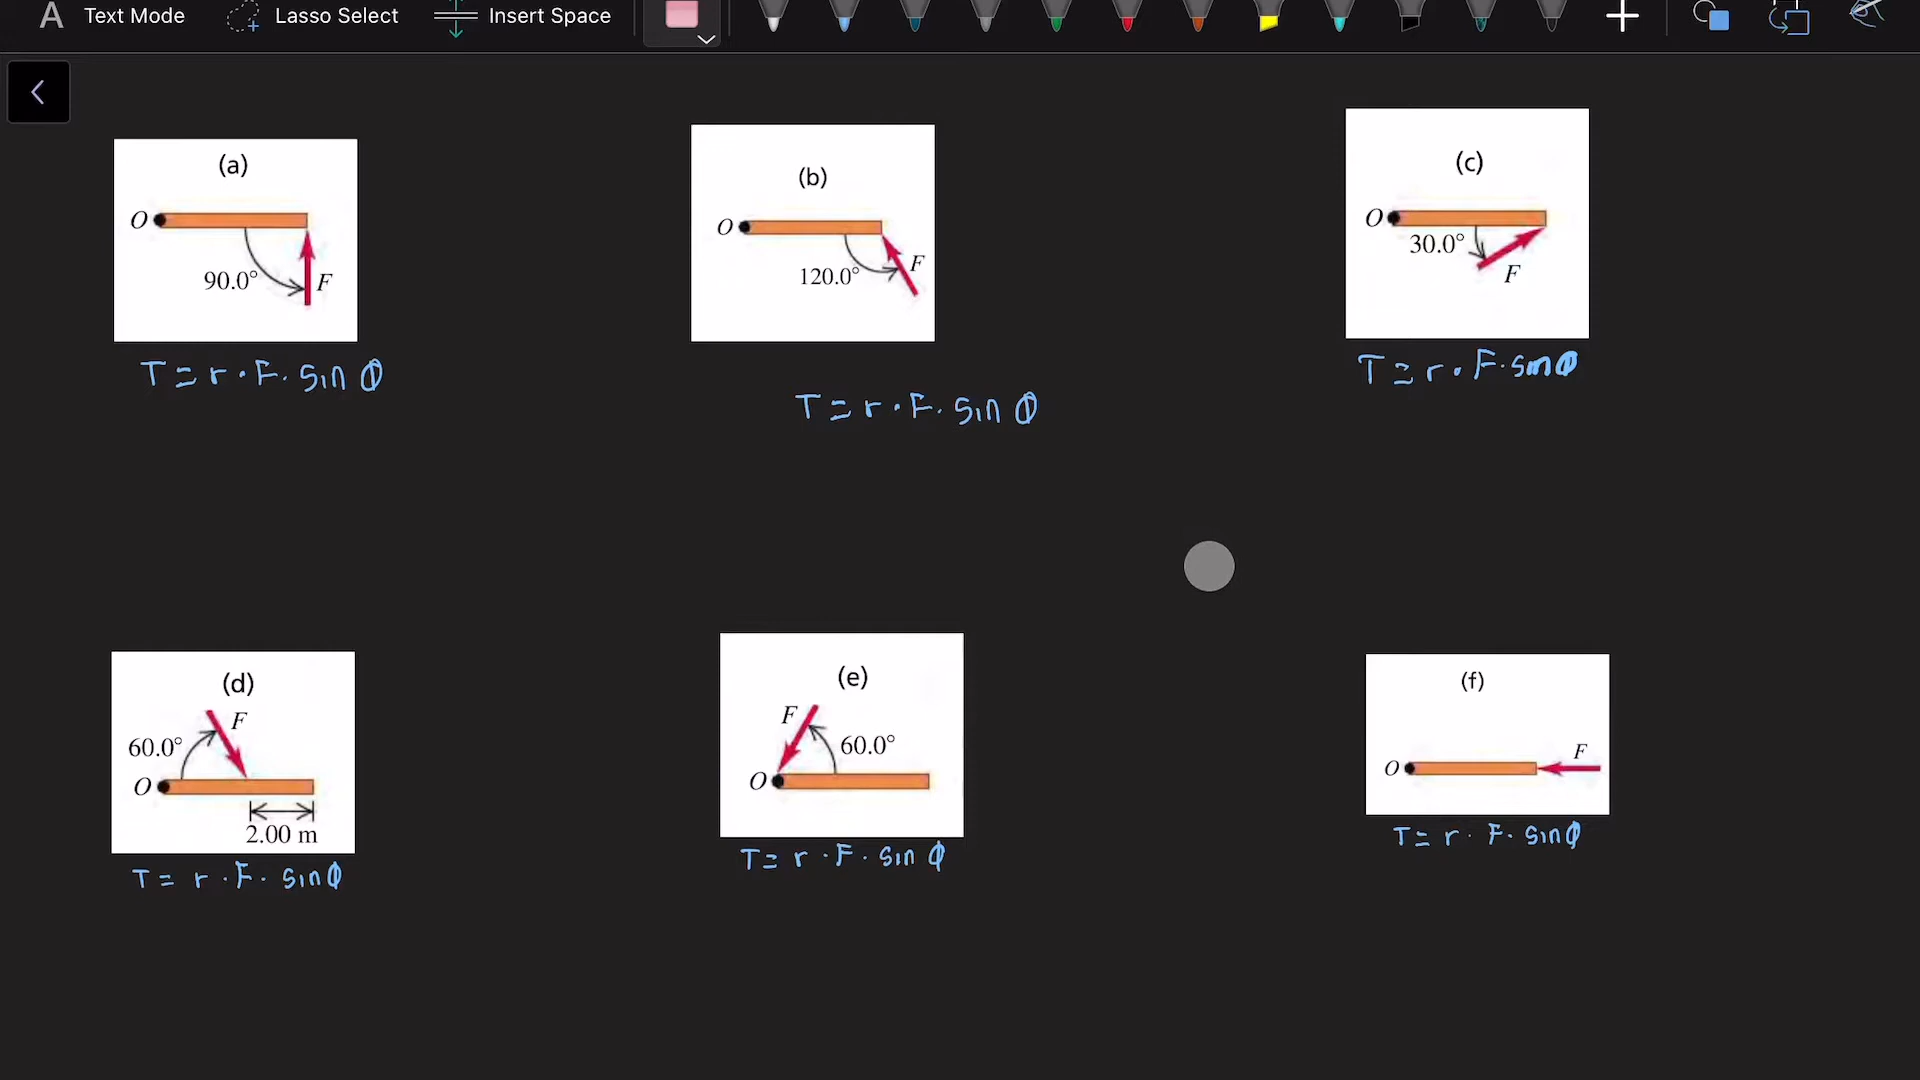 Text Mode
Lasso Select
Insert Space
(a)
O
90.0°
F
T = r · F · sin Φ
(b)
O
120.0°
F
T = r · F · sin Φ
(c)
O
30.0°
F
T = r · F · sin Φ
(d)
F
60.0°
O
2.00 m
T = r · F · sin Φ
(e)
F
60.0°
O
T = r · F · sin Φ
(f)
F
O
T = r · F · sin Φ